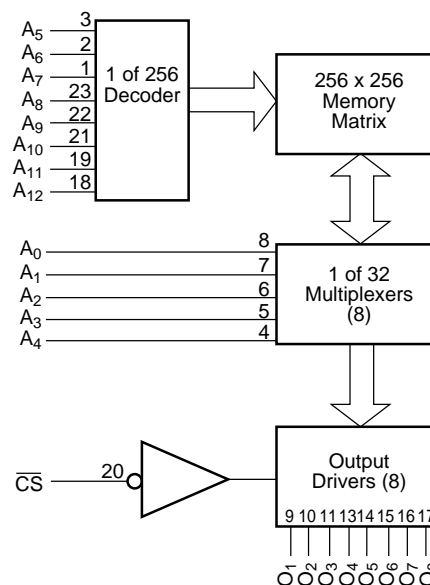 A5 3
A6 2
A7 1
A8 23
A9 22
A10 21
A11 19
A12 18
1 of 256
Decoder
256 x 256
Memory
Matrix
A0 8
A1 7
A2 6
A3 5
A4 4
1 of 32
Multiplexers
(8)
CS 20
Output
Drivers (8)
9 10 11 13 14 15 16 17
O1 O2 O3 O4 O5 O6 O7 O8